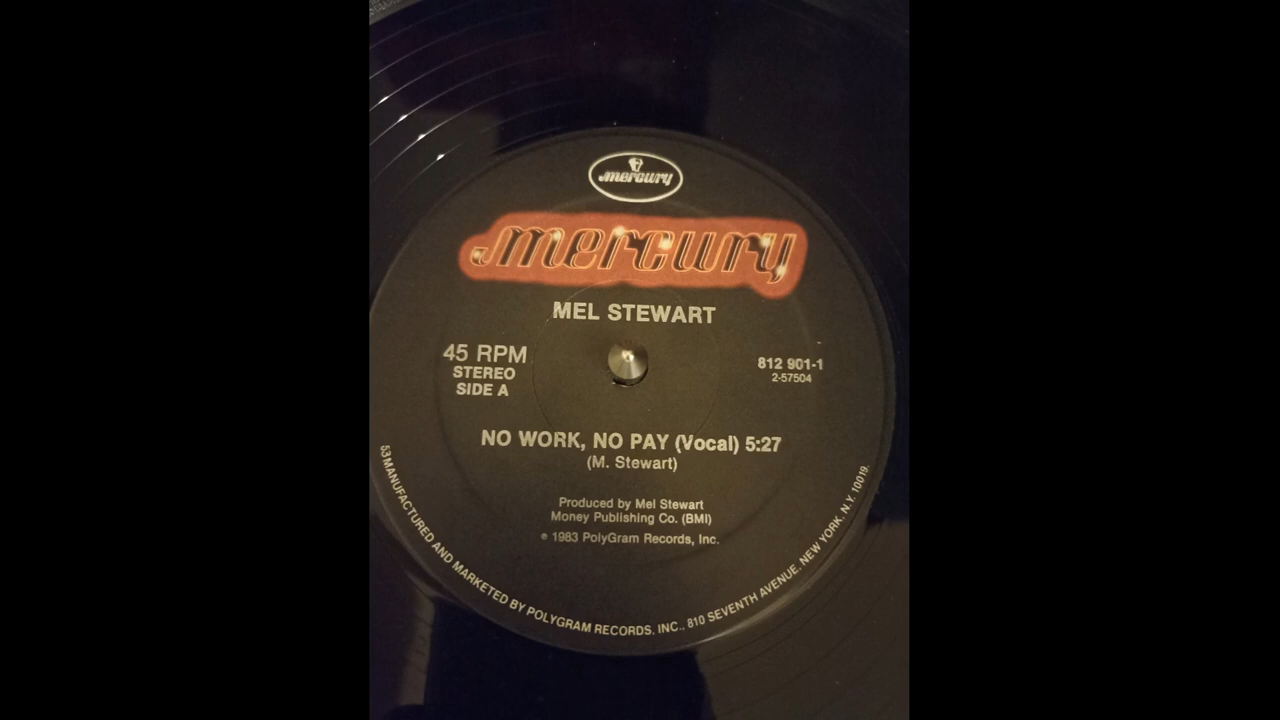 mercury
mercury
MEL STEWART
45 RPM
STEREO
SIDE A
812 901-1
2-57504
NO WORK, NO PAY (Vocal) 5:27
(M. Stewart)
Produced by Mel Stewart
Money Publishing Co. (BMI)
℗ 1983 PolyGram Records, Inc.
53 MANUFACTURED AND MARKETED BY POLYGRAM RECORDS, INC., 810 SEVENTH AVENUE, NEW YORK, N.Y. 10019.